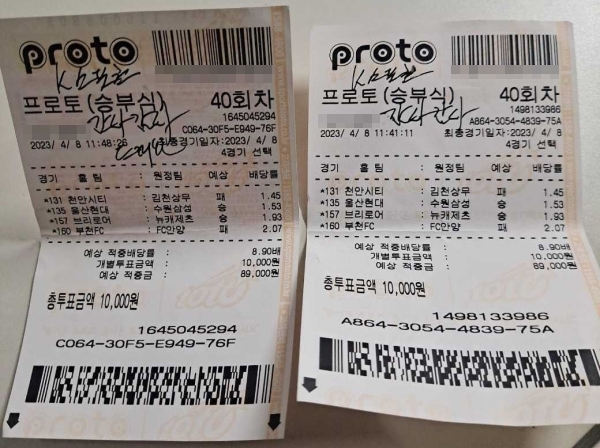 proto
프로토(승부식) 40회차
감사감사
1645045294
C064-30F5-E949-76F
2023/ 4/ 8 11:48:26 최종경기일자:2023/ 4/ 8
4경기 선택
경기 홈 팀 : 원정팀 예상 배당률
*131 천안시티 : 김천상무 패 1.45
*135 울산현대 : 수원삼성 승 1.53
*157 브리로어 : 뉴캐제츠 승 1.93
*160 부천FC : FC안양 패 2.07
예상 적중배당률 : 8.90배
개별투표금액 : 10,000원
예상 적중금 : 89,000원
총투표금액 10,000원
1645045294
C064-30F5-E949-76F
proto
프로토(승부식) 40회차
감사감사
1498133986
A864-3054-4839-75A
2023/ 4/ 8 11:41:11 최종경기일자:2023/ 4/ 8
4경기 선택
경기 홈 팀 : 원정팀 예상 배당률
*131 천안시티 : 김천상무 패 1.45
*135 울산현대 : 수원삼성 승 1.53
*157 브리로어 : 뉴캐제츠 승 1.93
*160 부천FC : FC안양 패 2.07
예상 적중배당률 : 8.90배
개별투표금액 : 10,000원
예상 적중금 : 89,000원
총투표금액 10,000원
1498133986
A864-3054-4839-75A